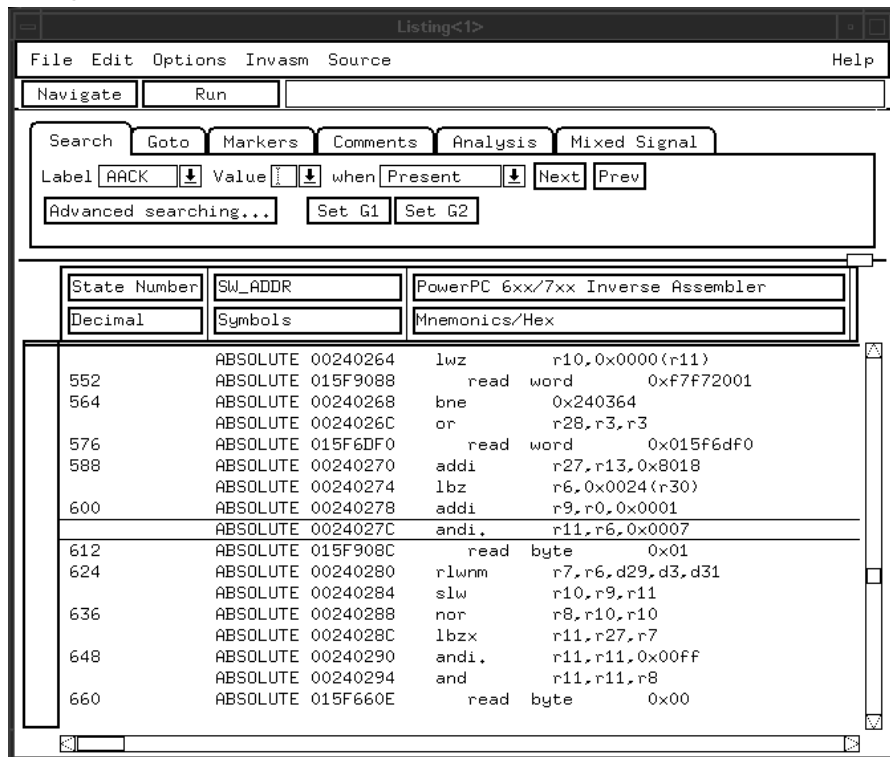 Listing<1>
File Edit Options Invasm Source Help
Navigate Run
Search Goto Markers Comments Analysis Mixed Signal
Label AACK Value when Present Next Prev
Advanced searching... Set G1 Set G2
State Number SW_ADDR PowerPC 6xx/7xx Inverse Assembler
Decimal Symbols Mnemonics/Hex
ABSOLUTE 00240264 lwz r10,0x0000(r11)
552 ABSOLUTE 015F9088 read word 0xf7f72001
564 ABSOLUTE 00240268 bne 0x240364
ABSOLUTE 0024026C or r28,r3,r3
576 ABSOLUTE 015F6DF0 read word 0x015f6df0
588 ABSOLUTE 00240270 addi r27,r13,0x8018
ABSOLUTE 00240274 lbz r6,0x0024(r30)
600 ABSOLUTE 00240278 addi r9,r0,0x0001
ABSOLUTE 0024027C andi. r11,r6,0x0007
612 ABSOLUTE 015F908C read byte 0x01
624 ABSOLUTE 00240280 rlwnm r7,r6,d29,d3,d31
ABSOLUTE 00240284 slw r10,r9,r11
636 ABSOLUTE 00240288 nor r8,r10,r10
ABSOLUTE 0024028C lbzx r11,r27,r7
648 ABSOLUTE 00240290 andi. r11,r11,0x00ff
ABSOLUTE 00240294 and r11,r11,r8
660 ABSOLUTE 015F660E read byte 0x00